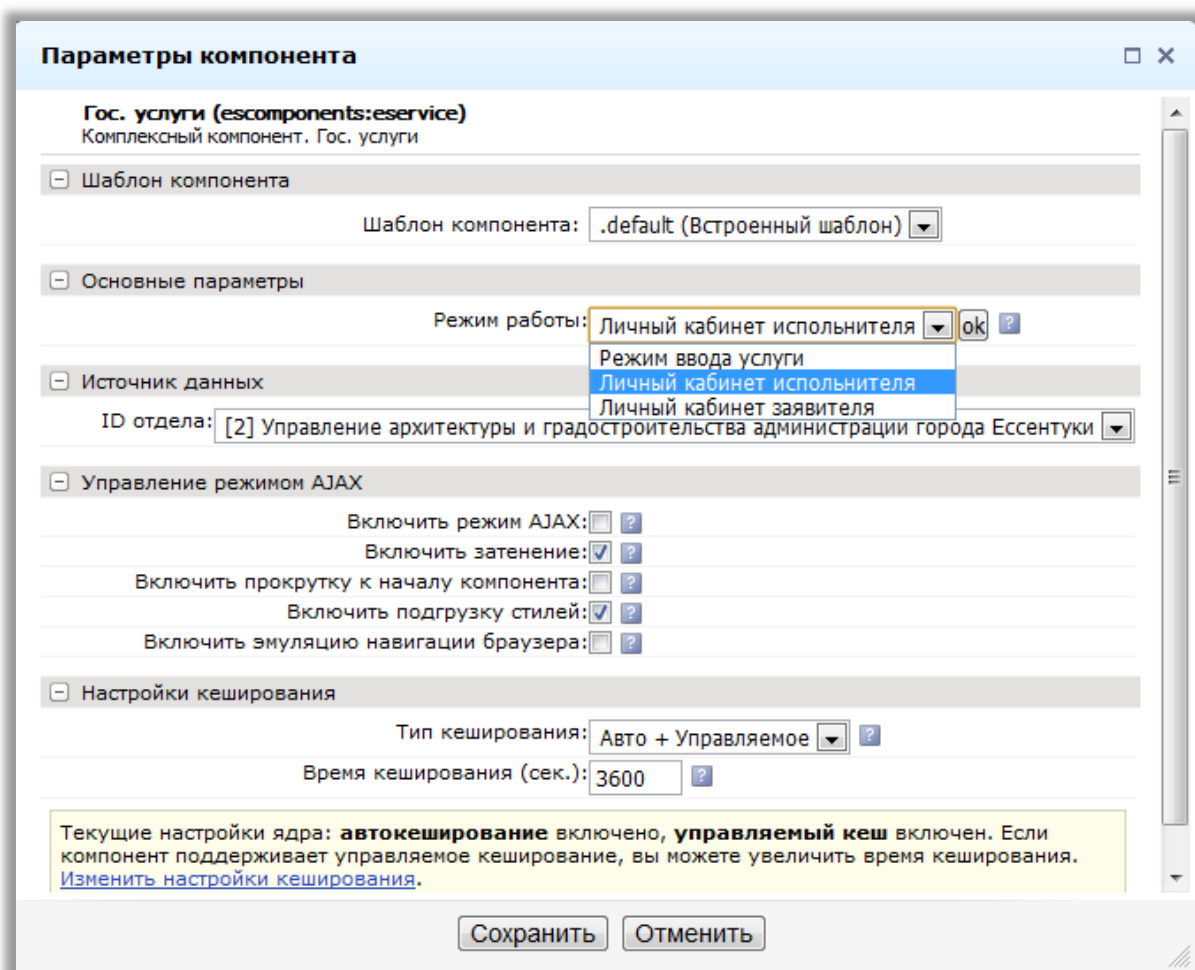 Параметры компонента
Гос. услуги (escomponents:eservice)
Комплексный компонент. Гос. услуги
Шаблон компонента
Шаблон компонента: .default (Встроенный шаблон)
Основные параметры
Режим работы: Личный кабинет испольнителя ok ?
Режим ввода услуги
Личный кабинет испольнителя
Личный кабинет заявителя
Источник данных
ID отдела: [2] Управление архитектуры и градостроительства администрации города Ессентуки
Управление режимом AJAX
Включить режим AJAX: ?
Включить затенение: ?
Включить прокрутку к началу компонента: ?
Включить подгрузку стилей: ?
Включить эмуляцию навигации браузера: ?
Настройки кеширования
Тип кеширования: Авто + Управляемое ?
Время кеширования (сек.): 3600 ?
Текущие настройки ядра: автокеширование включено, управляемый кеш включен. Если
компонент поддерживает управляемое кеширование, вы можете увеличить время кеширования.
Изменить настройки кеширования.
Сохранить Отменить